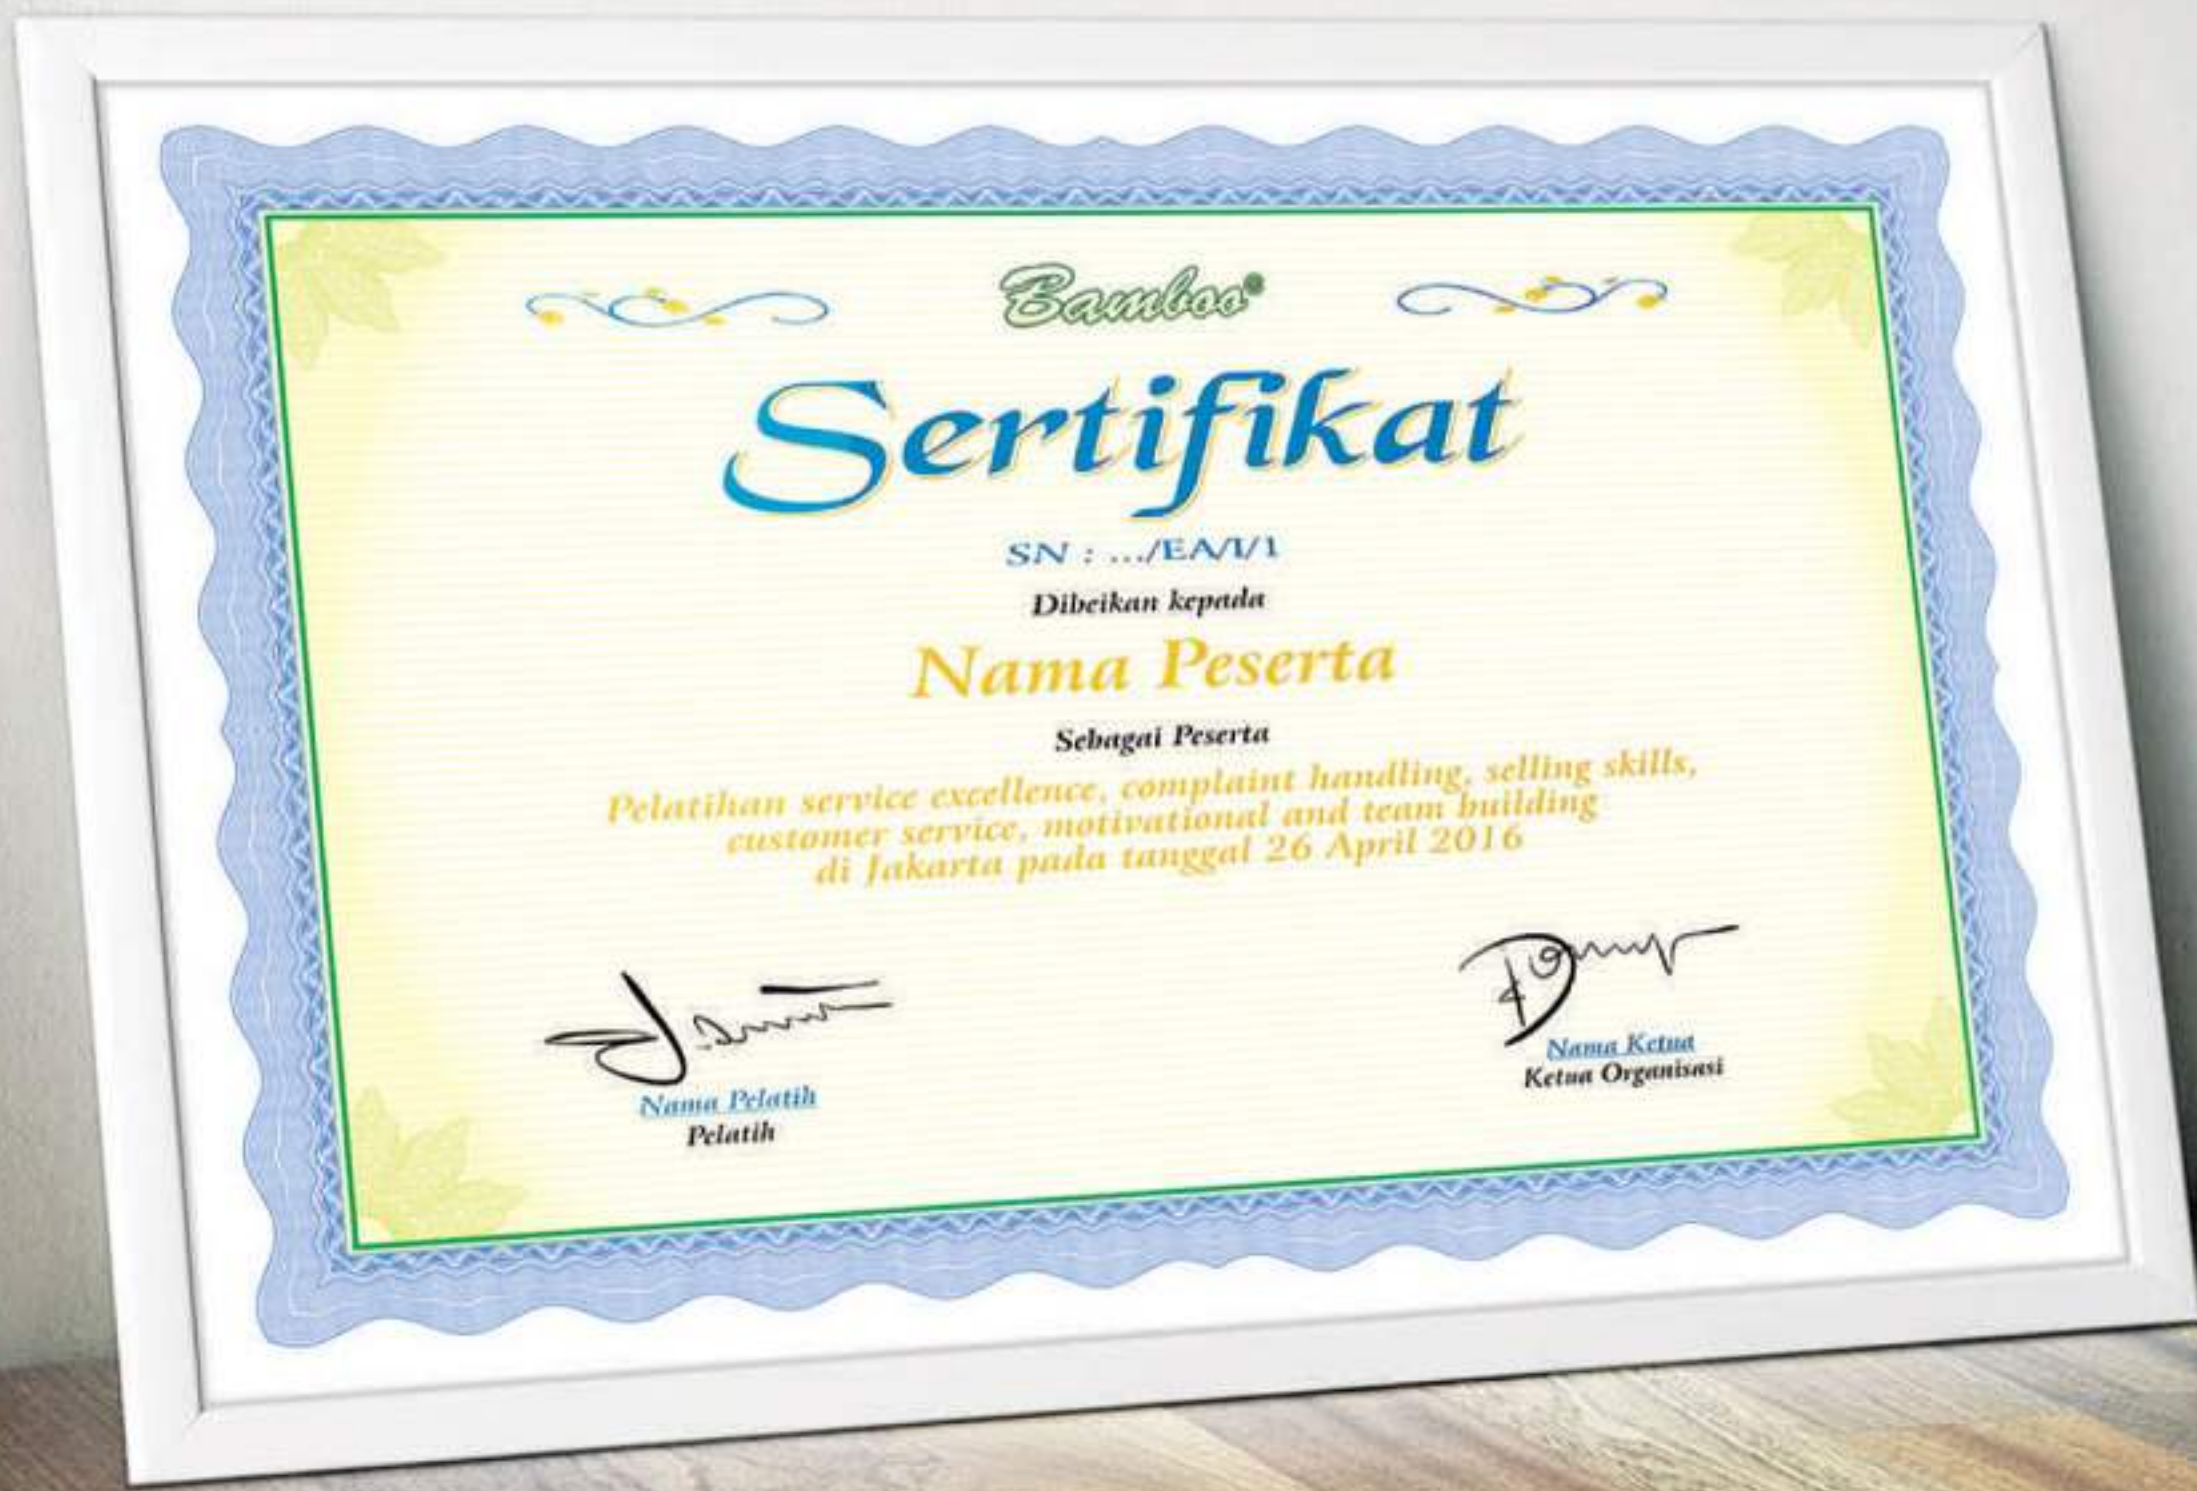 Bamboo®
Sertifikat
SN : .../EA/I/1
Dibeikan kepada
Nama Peserta
Sebagai Peserta
Pelatihan service excellence, complaint handling, selling skills,
customer service, motivational and team building
di Jakarta pada tanggal 26 April 2016
Nama Pelatih
Pelatih
Nama Ketua
Ketua Organisasi